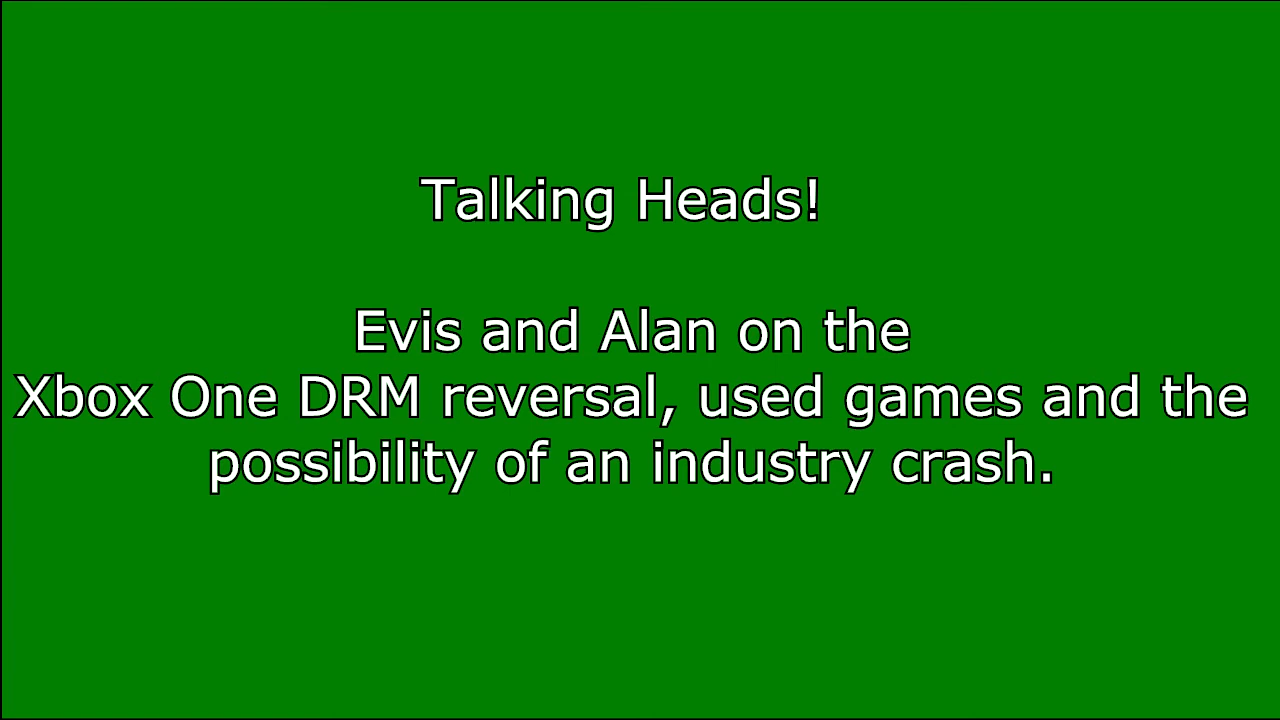 Talking Heads!
Evis and Alan on the
Xbox One DRM reversal, used games and the
possibility of an industry crash.